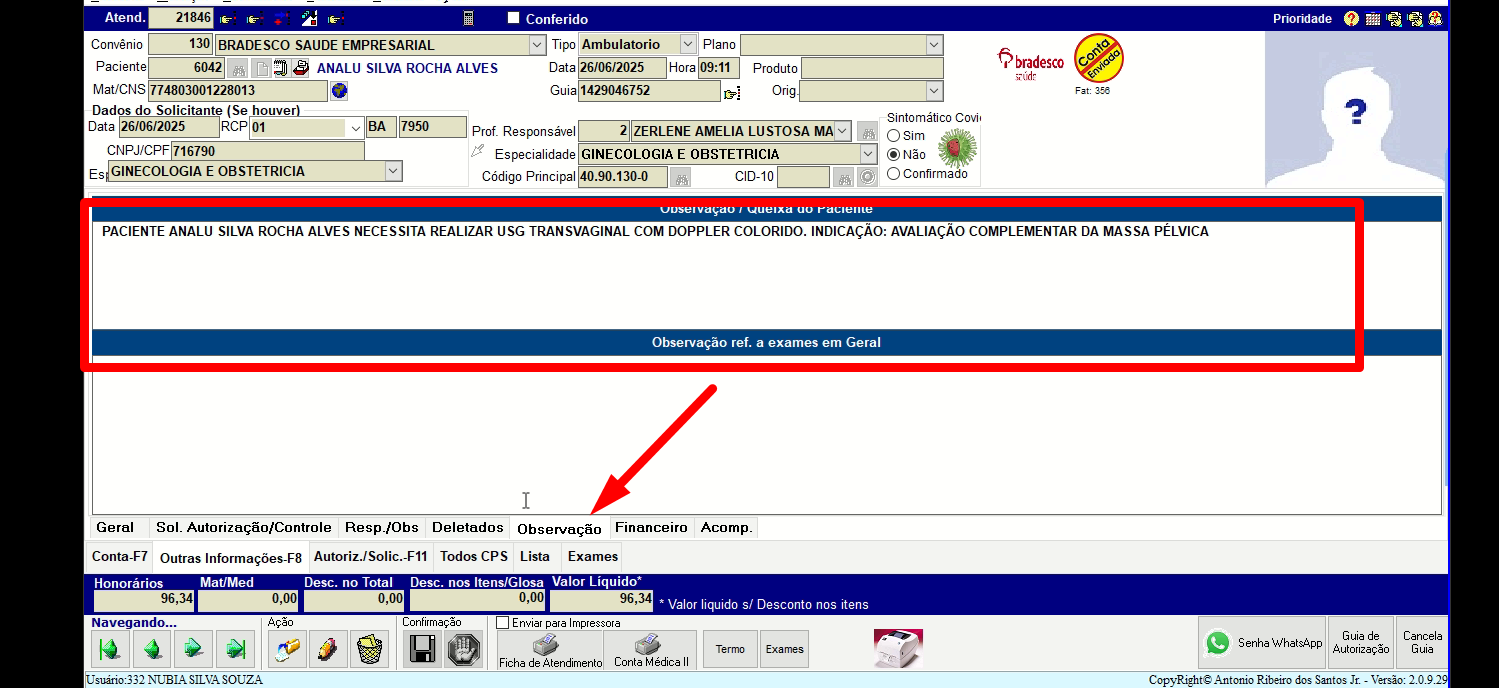 Atend. 21846 Conferido Prioridade
Convênio 130 BRADESCO SAUDE EMPRESARIAL Tipo Ambulatorio Plano
Paciente 6042 ANALU SILVA ROCHA ALVES Data 26/06/2025 Hora 09:11 Produto
Mat/CNS 774803001228013 Guia 1429046752 Orig.
bradesco
saúde
Conta
Enviada
Fat: 356
Dados do Solicitante (Se houver)
Data 26/06/2025 RCP 01 BA 7950
CNPJ/CPF 716790
Esp GINECOLOGIA E OBSTETRICIA
Prof. Responsável 2 ZERLENE AMELIA LUSTOSA MA
Especialidade GINECOLOGIA E OBSTETRICIA
Código Principal 40.90.130-0 CID-10
Sintomático Covi
Sim
Não
Confirmado
?
Observação / Queixa do Paciente
PACIENTE ANALU SILVA ROCHA ALVES NECESSITA REALIZAR USG TRANSVAGINAL COM DOPPLER COLORIDO. INDICAÇÃO: AVALIAÇÃO COMPLEMENTAR DA MASSA PÉLVICA
Observação ref. a exames em Geral
Geral Sol. Autorização/Controle Resp./Obs Deletados Observação Financeiro Acomp.
Conta-F7 Outras Informações-F8 Autoriz./Solic.-F11 Todos CPS Lista Exames
Honorários Mat/Med Desc. no Total Desc. nos Itens/Glosa Valor Líquido*
96,34 0,00 0,00 0,00 96,34 * Valor liquido s/ Desconto nos itens
Navegando... Ação Confirmação Enviar para Impressora
Ficha de Atendimento Conta Médica II Termo Exames Senha WhatsApp Guia de Autorização Cancela Guia
Usuário:332 NUBIA SILVA SOUZA CopyRight© Antonio Ribeiro dos Santos Jr. - Versão: 2.0.9.29